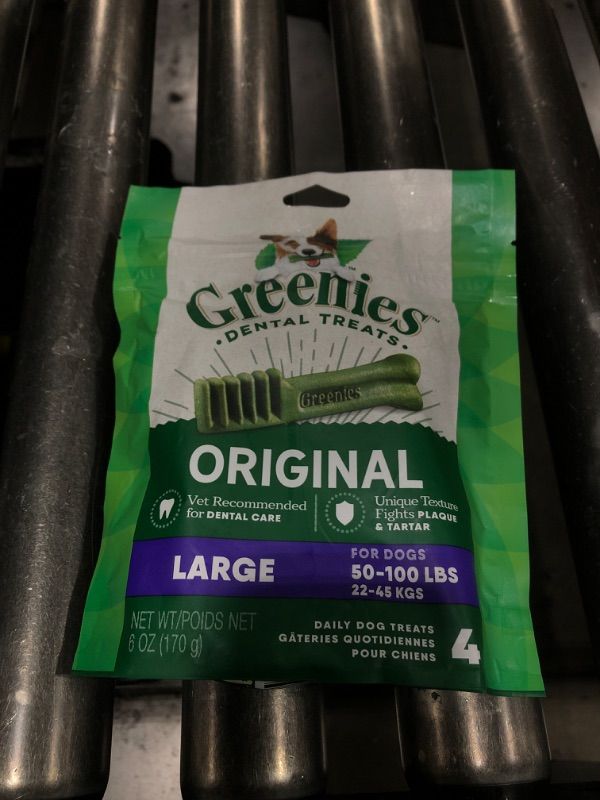 Greenies™
• DENTAL TREATS •
Greenies
ORIGINAL
Vet Recommended
for DENTAL CARE
Unique Texture
Fights PLAQUE
& TARTAR
LARGE
FOR DOGS
50-100 LBS
22-45 KGS
NET WT/POIDS NET
6 OZ (170 g)
DAILY DOG TREATS
GÂTERIES QUOTIDIENNES
POUR CHIENS
4